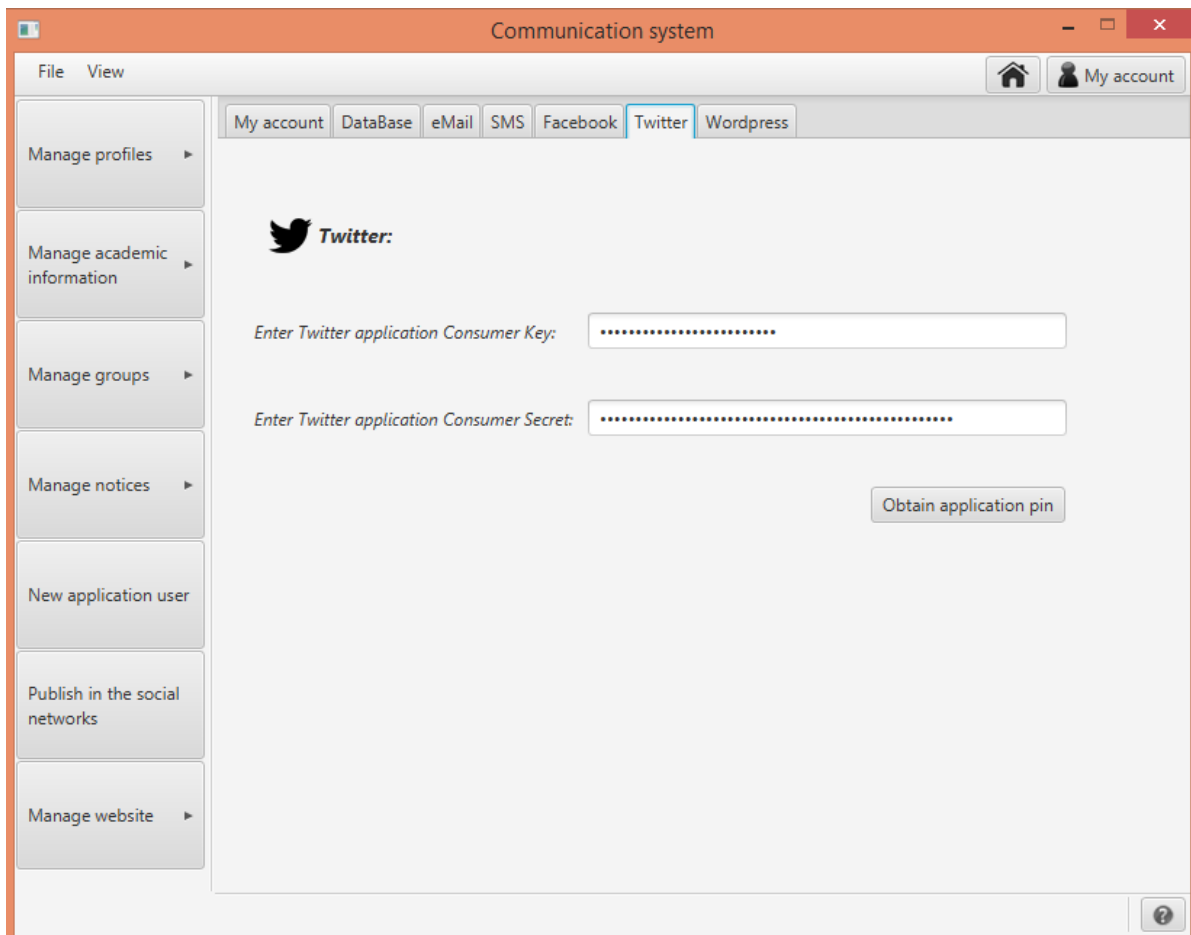 Communication system
File View
My account
My account DataBase eMail SMS Facebook Twitter Wordpress
Manage profiles
Manage academic
information
Manage groups
Manage notices
New application user
Publish in the social
networks
Manage website
Twitter:
Enter Twitter application Consumer Key:
Enter Twitter application Consumer Secret:
Obtain application pin
?